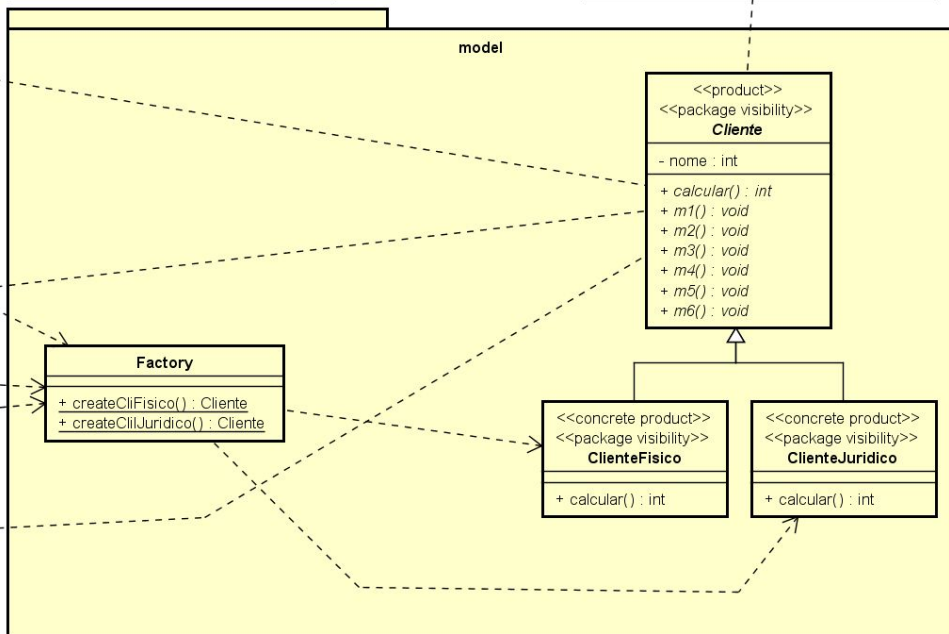 model
<<product>>
<<package visibility>>
Cliente
- nome : int
+ calcular() : int
+ m1() : void
+ m2() : void
+ m3() : void
+ m4() : void
+ m5() : void
+ m6() : void
Factory
+ createCliFisico() : Cliente
+ createCliIJuridico() : Cliente
<<concrete product>>
<<package visibility>>
ClienteFisico
+ calcular() : int
<<concrete product>>
<<package visibility>>
ClienteJuridico
+ calcular() : int